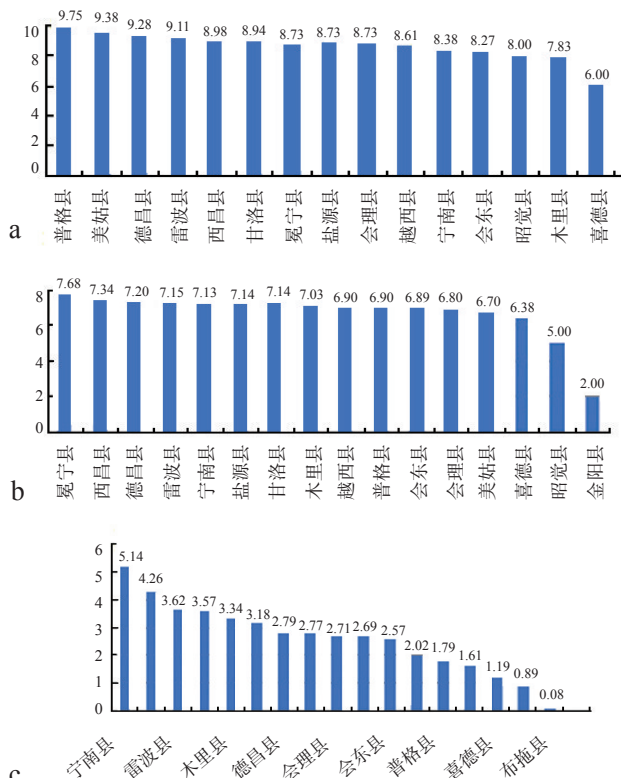 9.75 9.38 9.28 9.11 8.98 8.94 8.73 8.73 8.73 8.61 8.38 8.27 8.00 7.83 6.00
10
8
6
4
2
0
普格县 美姑县 德昌县 雷波县 西昌县 甘洛县 冕宁县 盐源县 会理县 越西县 宁南县 会东县 昭觉县 木里县 喜德县
a
7.68 7.34 7.20 7.15 7.13 7.14 7.14 7.03 6.90 6.90 6.89 6.80 6.70 6.38 5.00 2.00
8
6
4
2
0
冕宁县 西昌县 德昌县 雷波县 宁南县 盐源县 甘洛县 木里县 越西县 普格县 会东县 会理县 美姑县 喜德县 昭觉县 金阳县
b
5.14 4.26 3.62 3.57 3.34 3.18 2.79 2.77 2.71 2.69 2.57 2.02 1.79 1.61 1.19 0.89 0.08
6
5
4
3
2
1
0
宁南县 雷波县 木里县 德昌县 会理县 会东县 普格县 喜德县 布拖县
c